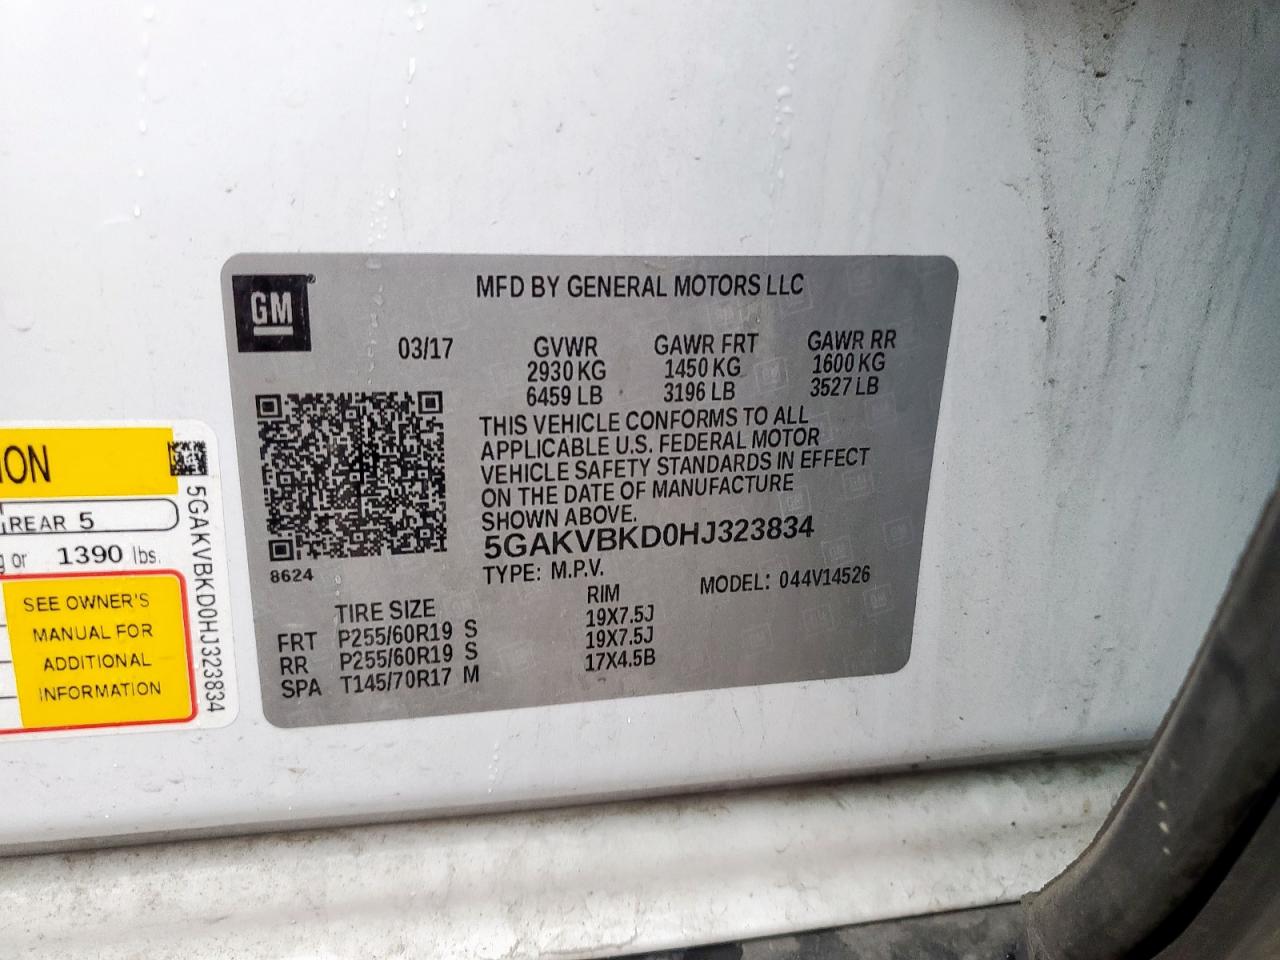 GM
MFD BY GENERAL MOTORS LLC
03/17
GVWR GAWR FRT GAWR RR
2930 KG 1450 KG 1600 KG
6459 LB 3196 LB 3527 LB
THIS VEHICLE CONFORMS TO ALL
APPLICABLE U.S. FEDERAL MOTOR
VEHICLE SAFETY STANDARDS IN EFFECT
ON THE DATE OF MANUFACTURE
SHOWN ABOVE.
5GAKVBKD0HJ323834
8624
TYPE: M.P.V. MODEL: 044V14526
TIRE SIZE RIM
FRT P255/60R19 S 19X7.5J
RR P255/60R19 S 19X7.5J
SPA T145/70R17 M 17X4.5B
ION
REAR 5
or 1390 lbs.
SEE OWNER'S
MANUAL FOR
ADDITIONAL
INFORMATION
5GAKVBKD0HJ323834